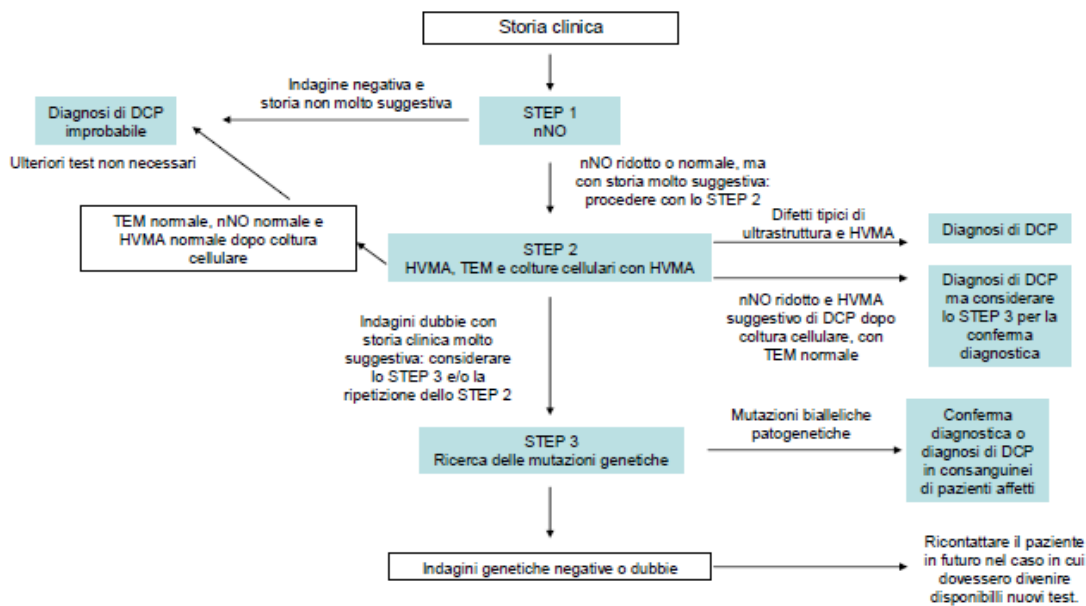 Storia clinica
Indagine negativa e
storia non molto suggestiva
Diagnosi di DCP
improbabile
Ulteriori test non necessari
STEP 1
nNO
nNO ridotto o normale, ma
con storia molto suggestiva:
procedere con lo STEP 2
TEM normale, nNO normale e
HVMA normale dopo coltura
cellulare
STEP 2
HVMA, TEM e colture cellulari con HVMA
Difetti tipici di
ultrastruttura e HVMA
Diagnosi di DCP
nNO ridotto e HVMA
suggestivo di DCP dopo
coltura cellulare, con
TEM normale
Diagnosi di DCP
ma considerare
lo STEP 3 per la
conferma
diagnostica
Indagini dubbie con
storia clinica molto
suggestiva: considerare
lo STEP 3 e/o la
ripetizione dello STEP 2
STEP 3
Ricerca delle mutazioni genetiche
Mutazioni bialleliche
patogenetiche
Conferma
diagnostica o
diagnosi di DCP
in consanguinei
di pazienti affetti
Indagini genetiche negative o dubbie
Ricontattare il paziente
in futuro nel caso in cui
dovessero divenire
disponibilli nuovi test.